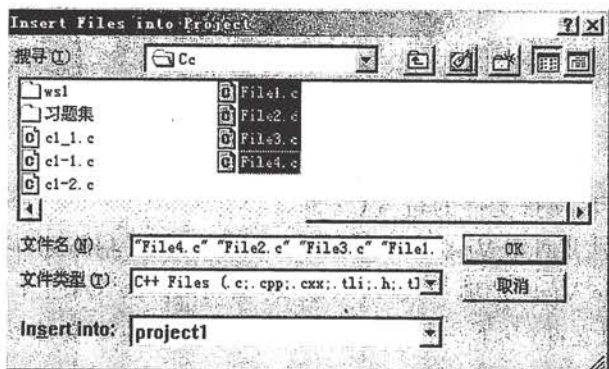 Insert Files into Project
搜寻(I)
Cc
ws1
习题集
c1_1.c
c1-1.c
c1-2.c
File1.c
File2.c
File3.c
File4.c
文件名(N)
"File4.c" "File2.c" "File3.c" "File1.
OK
文件类型(T):
C++ Files (.c;.cpp;.cxx;.tli;.h;.tl
取消
Insert into:
project1